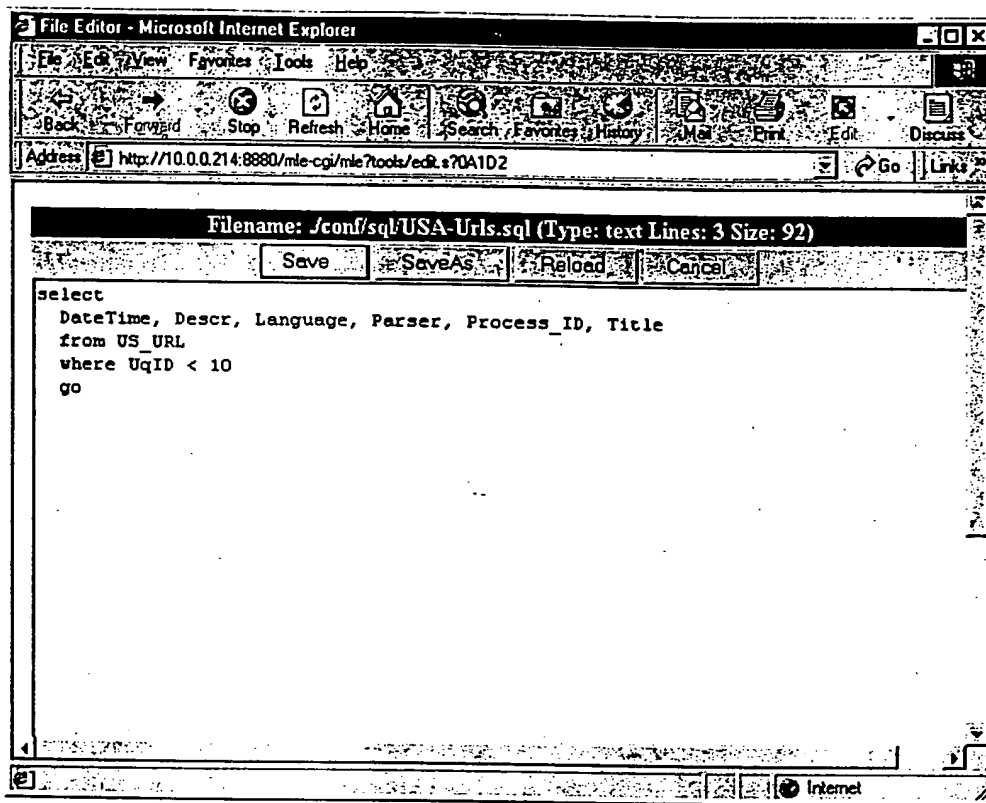 File Editor - Microsoft Internet Explorer
File Edit View Favorites Tools Help
Back Forward Stop Refresh Home Search Favorites History Mail Print Edit Discuss
Address http://10.0.0.214:8880/mle-cgi/mle?tools/edit.s?0A1D2 Go Links »
Filename: ./conf/sql/USA-Urls.sql (Type: text Lines: 3 Size: 92)
Save SaveAs Reload Cancel
select
DateTime, Descr, Language, Parser, Process_ID, Title
from US_URL
where UqID < 10
go
Internet